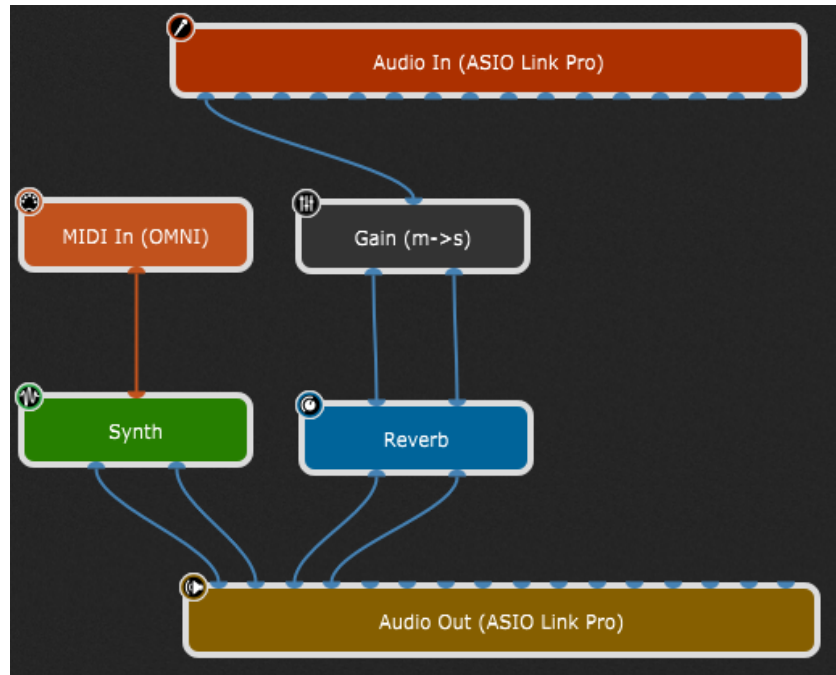 Audio In (ASIO Link Pro)
MIDI In (OMNI)
Gain (m->s)
Synth
Reverb
Audio Out (ASIO Link Pro)